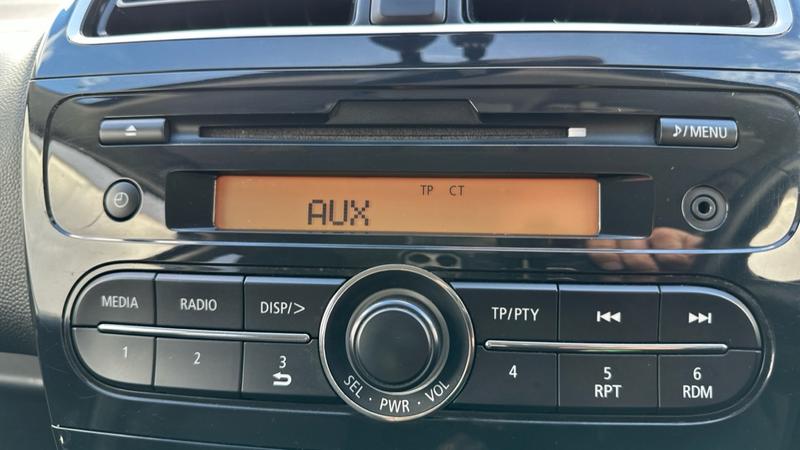 ♪/MENU
TP CT
AUX
MEDIA RADIO DISP/> TP/PTY
1 2 3 4 5 6
RPT RDM
SEL · PWR · VOL